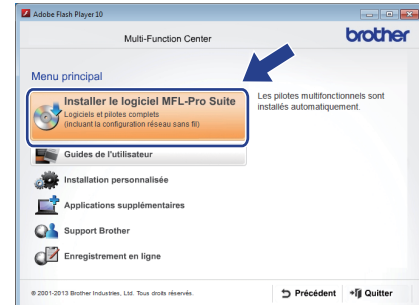 Adobe Flash Player 10
Multi-Function Center
brother
Menu principal
Installer le logiciel MFL-Pro Suite
Logiciels et pilotes complets
(incluant la configuration réseau sans fil)
Les pilotes multifonctionnels sont
installés automatiquement.
Guides de l'utilisateur
Installation personnalisée
Applications supplémentaires
Support Brother
Enregistrement en ligne
© 2001-2013 Brother Industries, Ltd. Tous droits réservés.
Précédent
Quitter